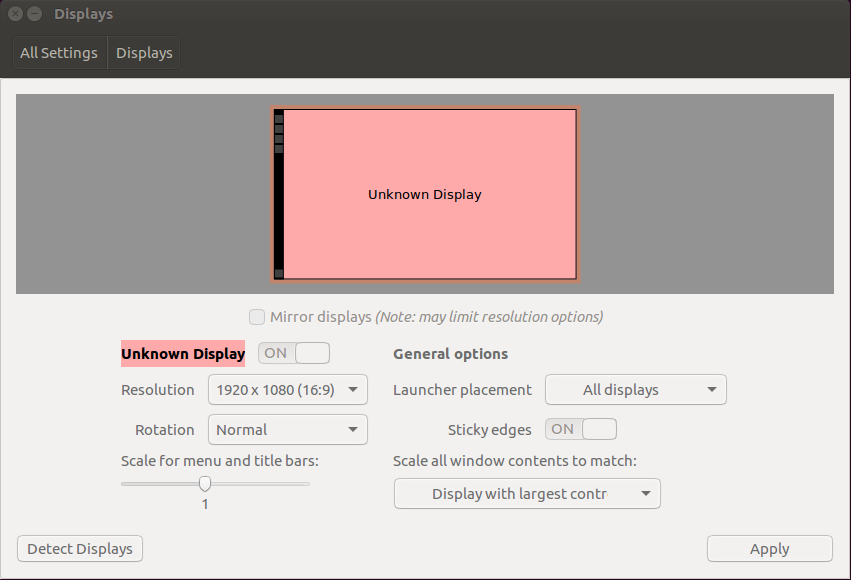 Displays
All Settings Displays
Unknown Display
Mirror displays (Note: may limit resolution options)
Unknown Display ON General options
Resolution 1920 x 1080 (16:9) Launcher placement All displays
Rotation Normal Sticky edges ON
Scale for menu and title bars: Scale all window contents to match:
Display with largest contr
1
Detect Displays Apply